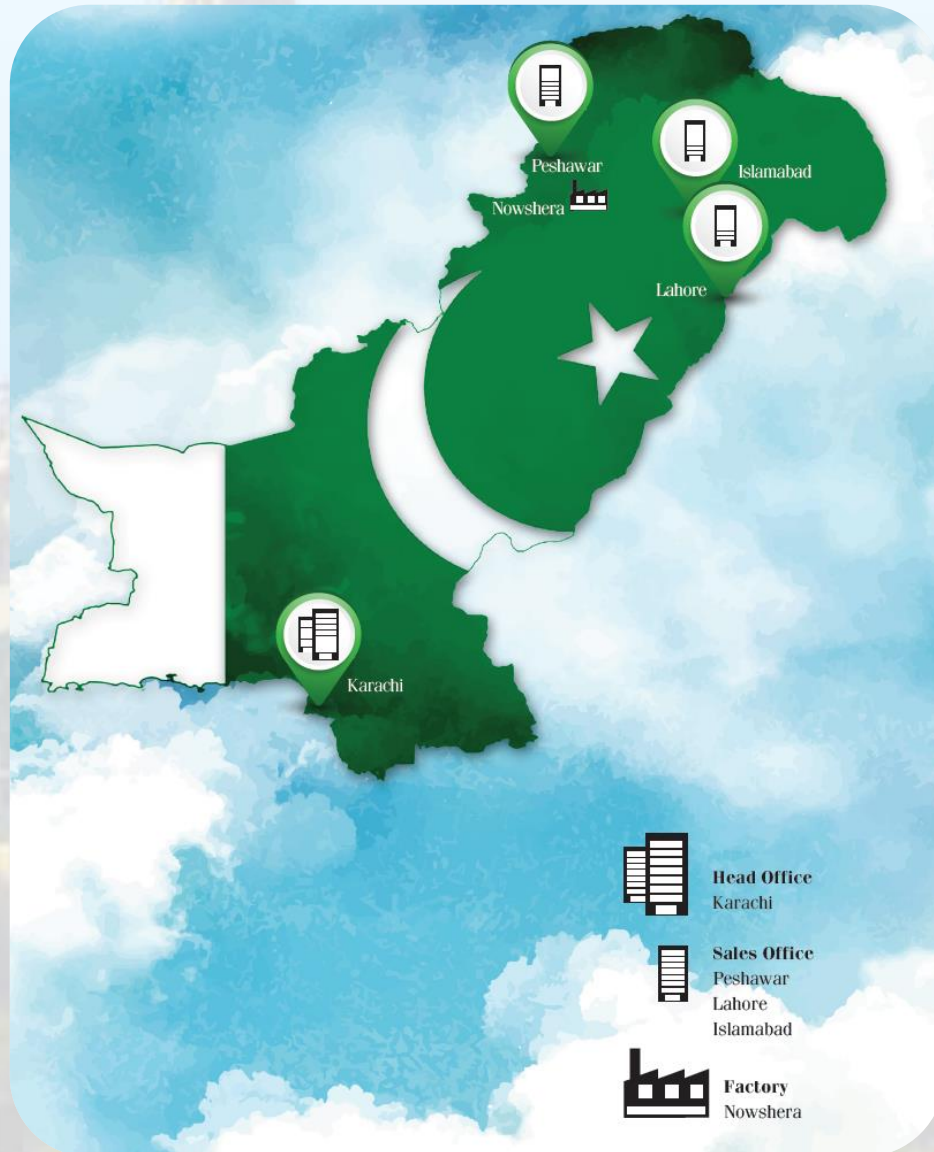 Peshawar
Islamabad
Nowshera
Lahore
Karachi
Head Office
Karachi
Sales Office
Peshawar
Lahore
Islamabad
Factory
Nowshera